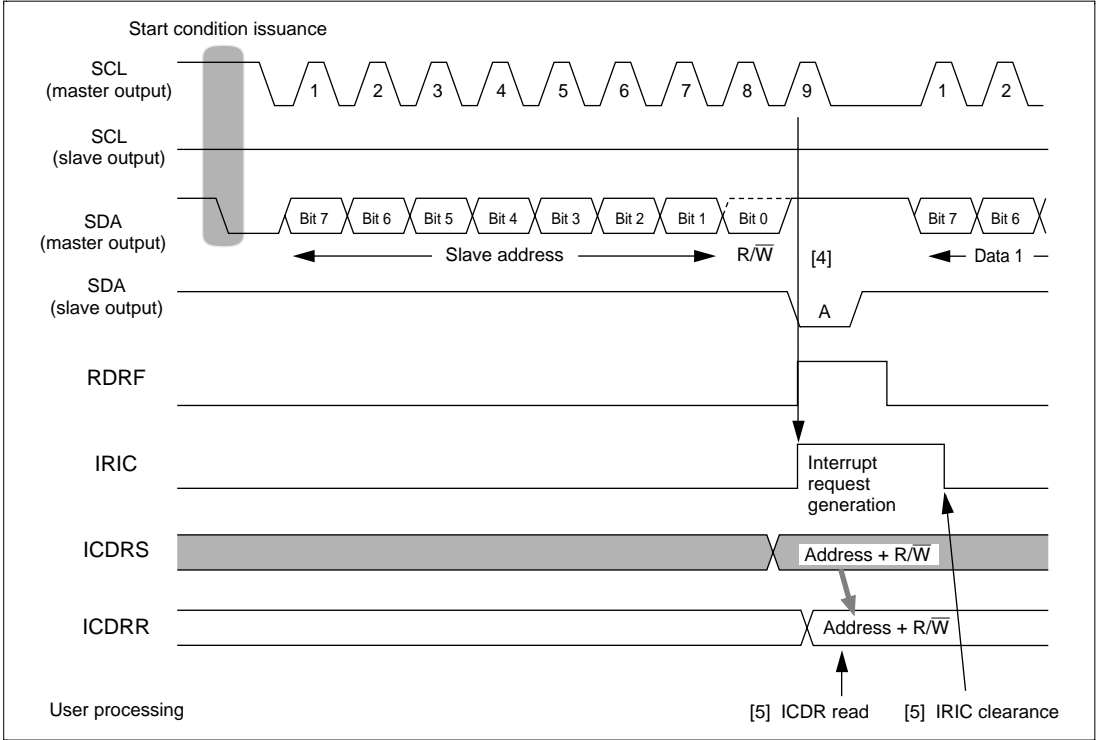 Start condition issuance
SCL
(master output)
1 2 3 4 5 6 7 8 9 1 2
SCL
(slave output)
SDA
(master output)
Bit 7 Bit 6 Bit 5 Bit 4 Bit 3 Bit 2 Bit 1 Bit 0 Bit 7 Bit 6
Slave address R/W̅ [4] Data 1
SDA
(slave output)
A
RDRF
IRIC
Interrupt
request
generation
ICDRS
Address + R/W̅
ICDRR
Address + R/W̅
User processing
[5] ICDR read
[5] IRIC clearance